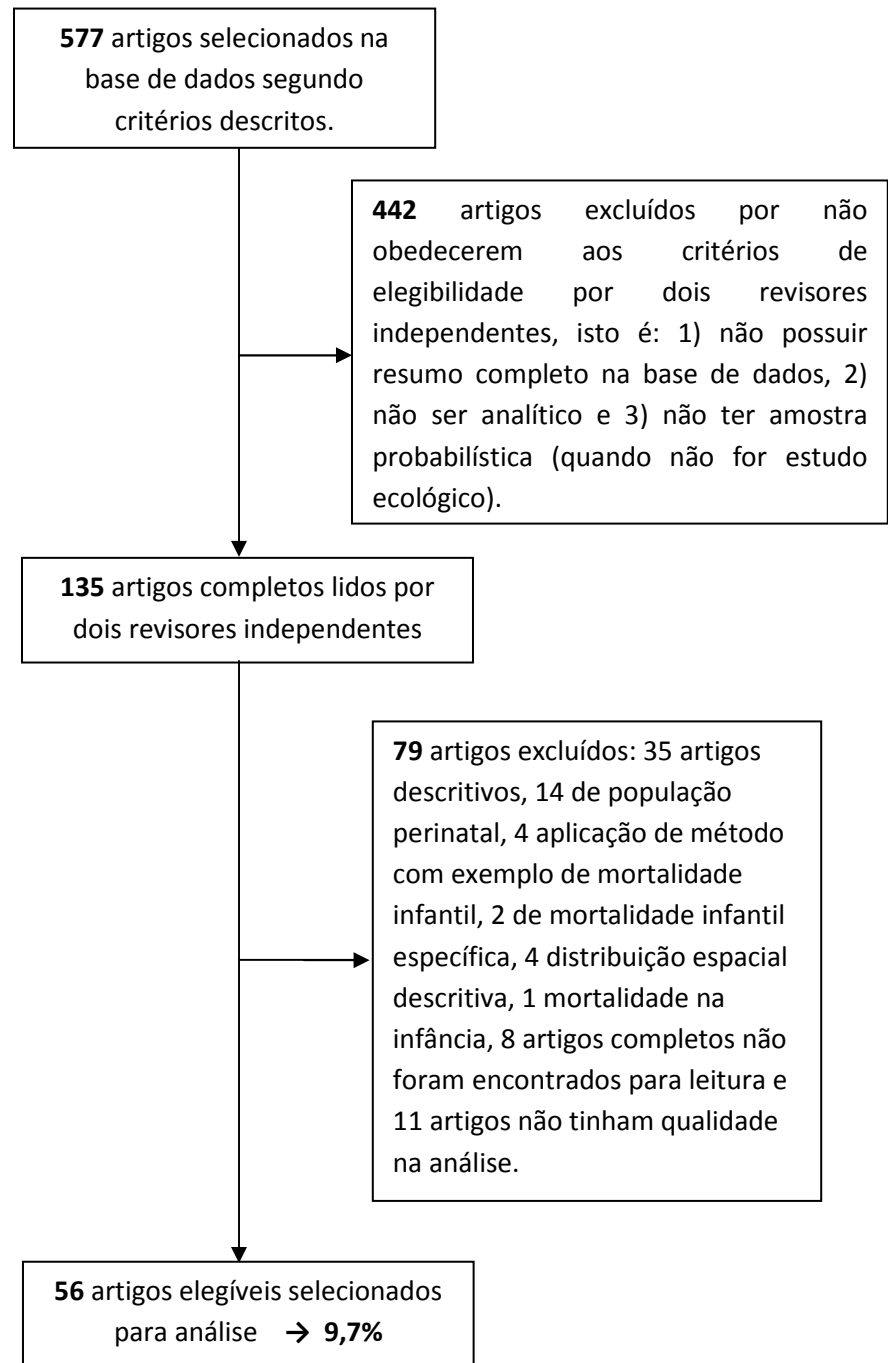 577 artigos selecionados na
base de dados segundo
critérios descritos.
442 artigos excluídos por não
obedecerem aos critérios de
elegibilidade por dois revisores
independentes, isto é: 1) não possuir
resumo completo na base de dados, 2)
não ser analítico e 3) não ter amostra
probabilística (quando não for estudo
ecológico).
135 artigos completos lidos por
dois revisores independentes
79 artigos excluídos: 35 artigos
descritivos, 14 de população
perinatal, 4 aplicação de método
com exemplo de mortalidade
infantil, 2 de mortalidade infantil
específica, 4 distribuição espacial
descritiva, 1 mortalidade na
infância, 8 artigos completos não
foram encontrados para leitura e
11 artigos não tinham qualidade
na análise.
56 artigos elegíveis selecionados
para análise → 9,7%